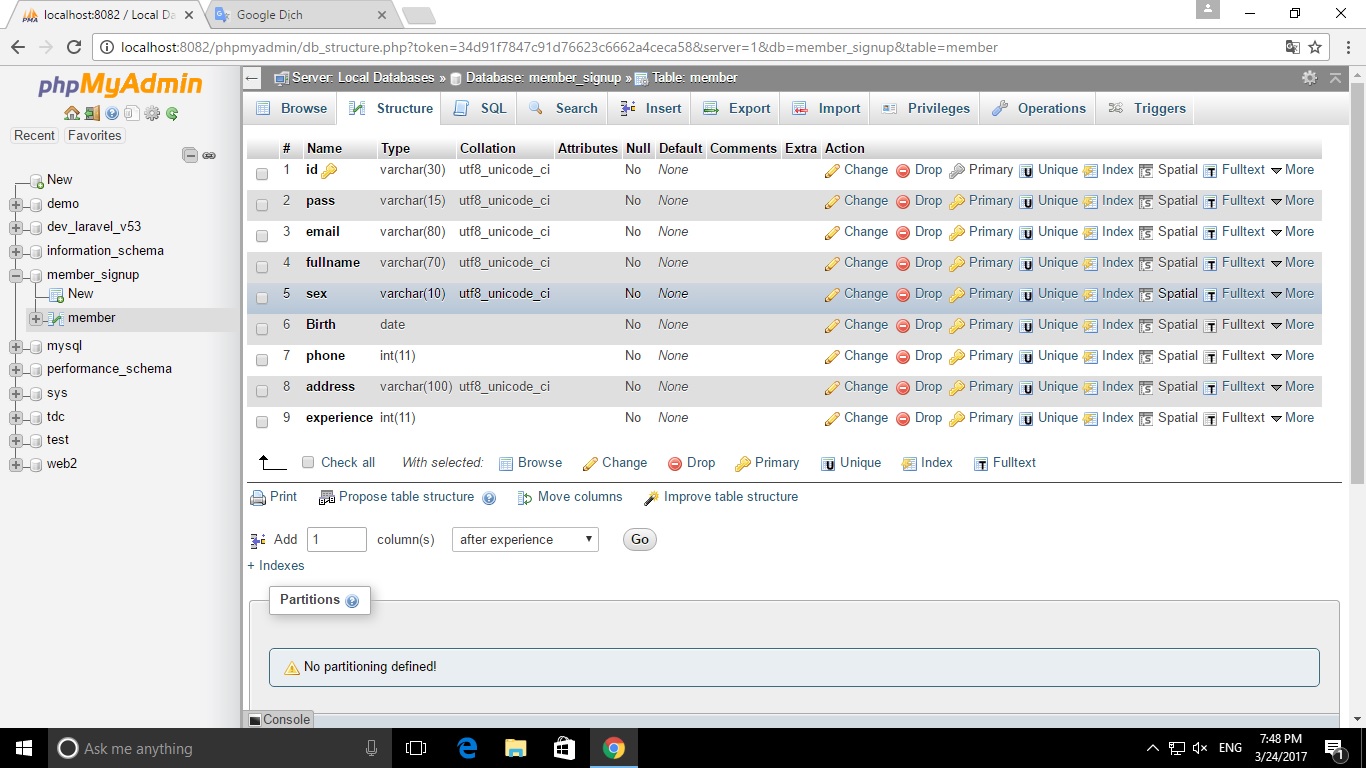 localhost:8082 / Local Da
Google Dịch
localhost:8082/phpmyadmin/db_structure.php?token=34d91f7847c91d76623c6662a4ceca58&server=1&db=member_signup&table=member
phpMyAdmin
Recent Favorites
New
demo
dev_laravel_v53
information_schema
member_signup
New
member
mysql
performance_schema
sys
tdc
test
web2
Server: Local Databases » Database: member_signup » Table: member
Browse Structure SQL Search Insert Export Import Privileges Operations Triggers
# Name Type Collation Attributes Null Default Comments Extra Action
1 id varchar(30) utf8_unicode_ci No None Change Drop Primary Unique Index Spatial Fulltext More
2 pass varchar(15) utf8_unicode_ci No None Change Drop Primary Unique Index Spatial Fulltext More
3 email varchar(80) utf8_unicode_ci No None Change Drop Primary Unique Index Spatial Fulltext More
4 fullname varchar(70) utf8_unicode_ci No None Change Drop Primary Unique Index Spatial Fulltext More
5 sex varchar(10) utf8_unicode_ci No None Change Drop Primary Unique Index Spatial Fulltext More
6 Birth date No None Change Drop Primary Unique Index Spatial Fulltext More
7 phone int(11) No None Change Drop Primary Unique Index Spatial Fulltext More
8 address varchar(100) utf8_unicode_ci No None Change Drop Primary Unique Index Spatial Fulltext More
9 experience int(11) No None Change Drop Primary Unique Index Spatial Fulltext More
Check all With selected: Browse Change Drop Primary Unique Index Fulltext
Print Propose table structure Move columns Improve table structure
Add 1 column(s) after experience Go
+ Indexes
Partitions
No partitioning defined!
Console
Ask me anything
ENG
7:48 PM
3/24/2017
1